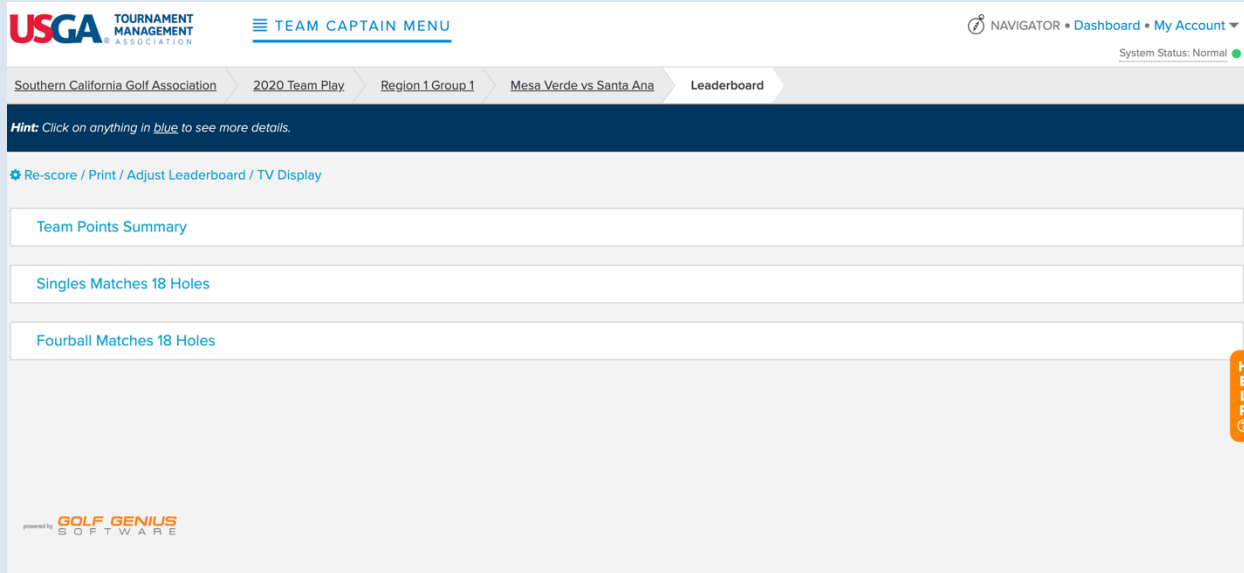 USGA® TOURNAMENT MANAGEMENT ASSOCIATION
TEAM CAPTAIN MENU
NAVIGATOR • Dashboard • My Account
System Status: Normal
Southern California Golf Association 2020 Team Play Region 1 Group 1 Mesa Verde vs Santa Ana Leaderboard
Hint: Click on anything in blue to see more details.
Re-score / Print / Adjust Leaderboard / TV Display
Team Points Summary
Singles Matches 18 Holes
Fourball Matches 18 Holes
HELP
powered by GOLF GENIUS
SOFTWARE